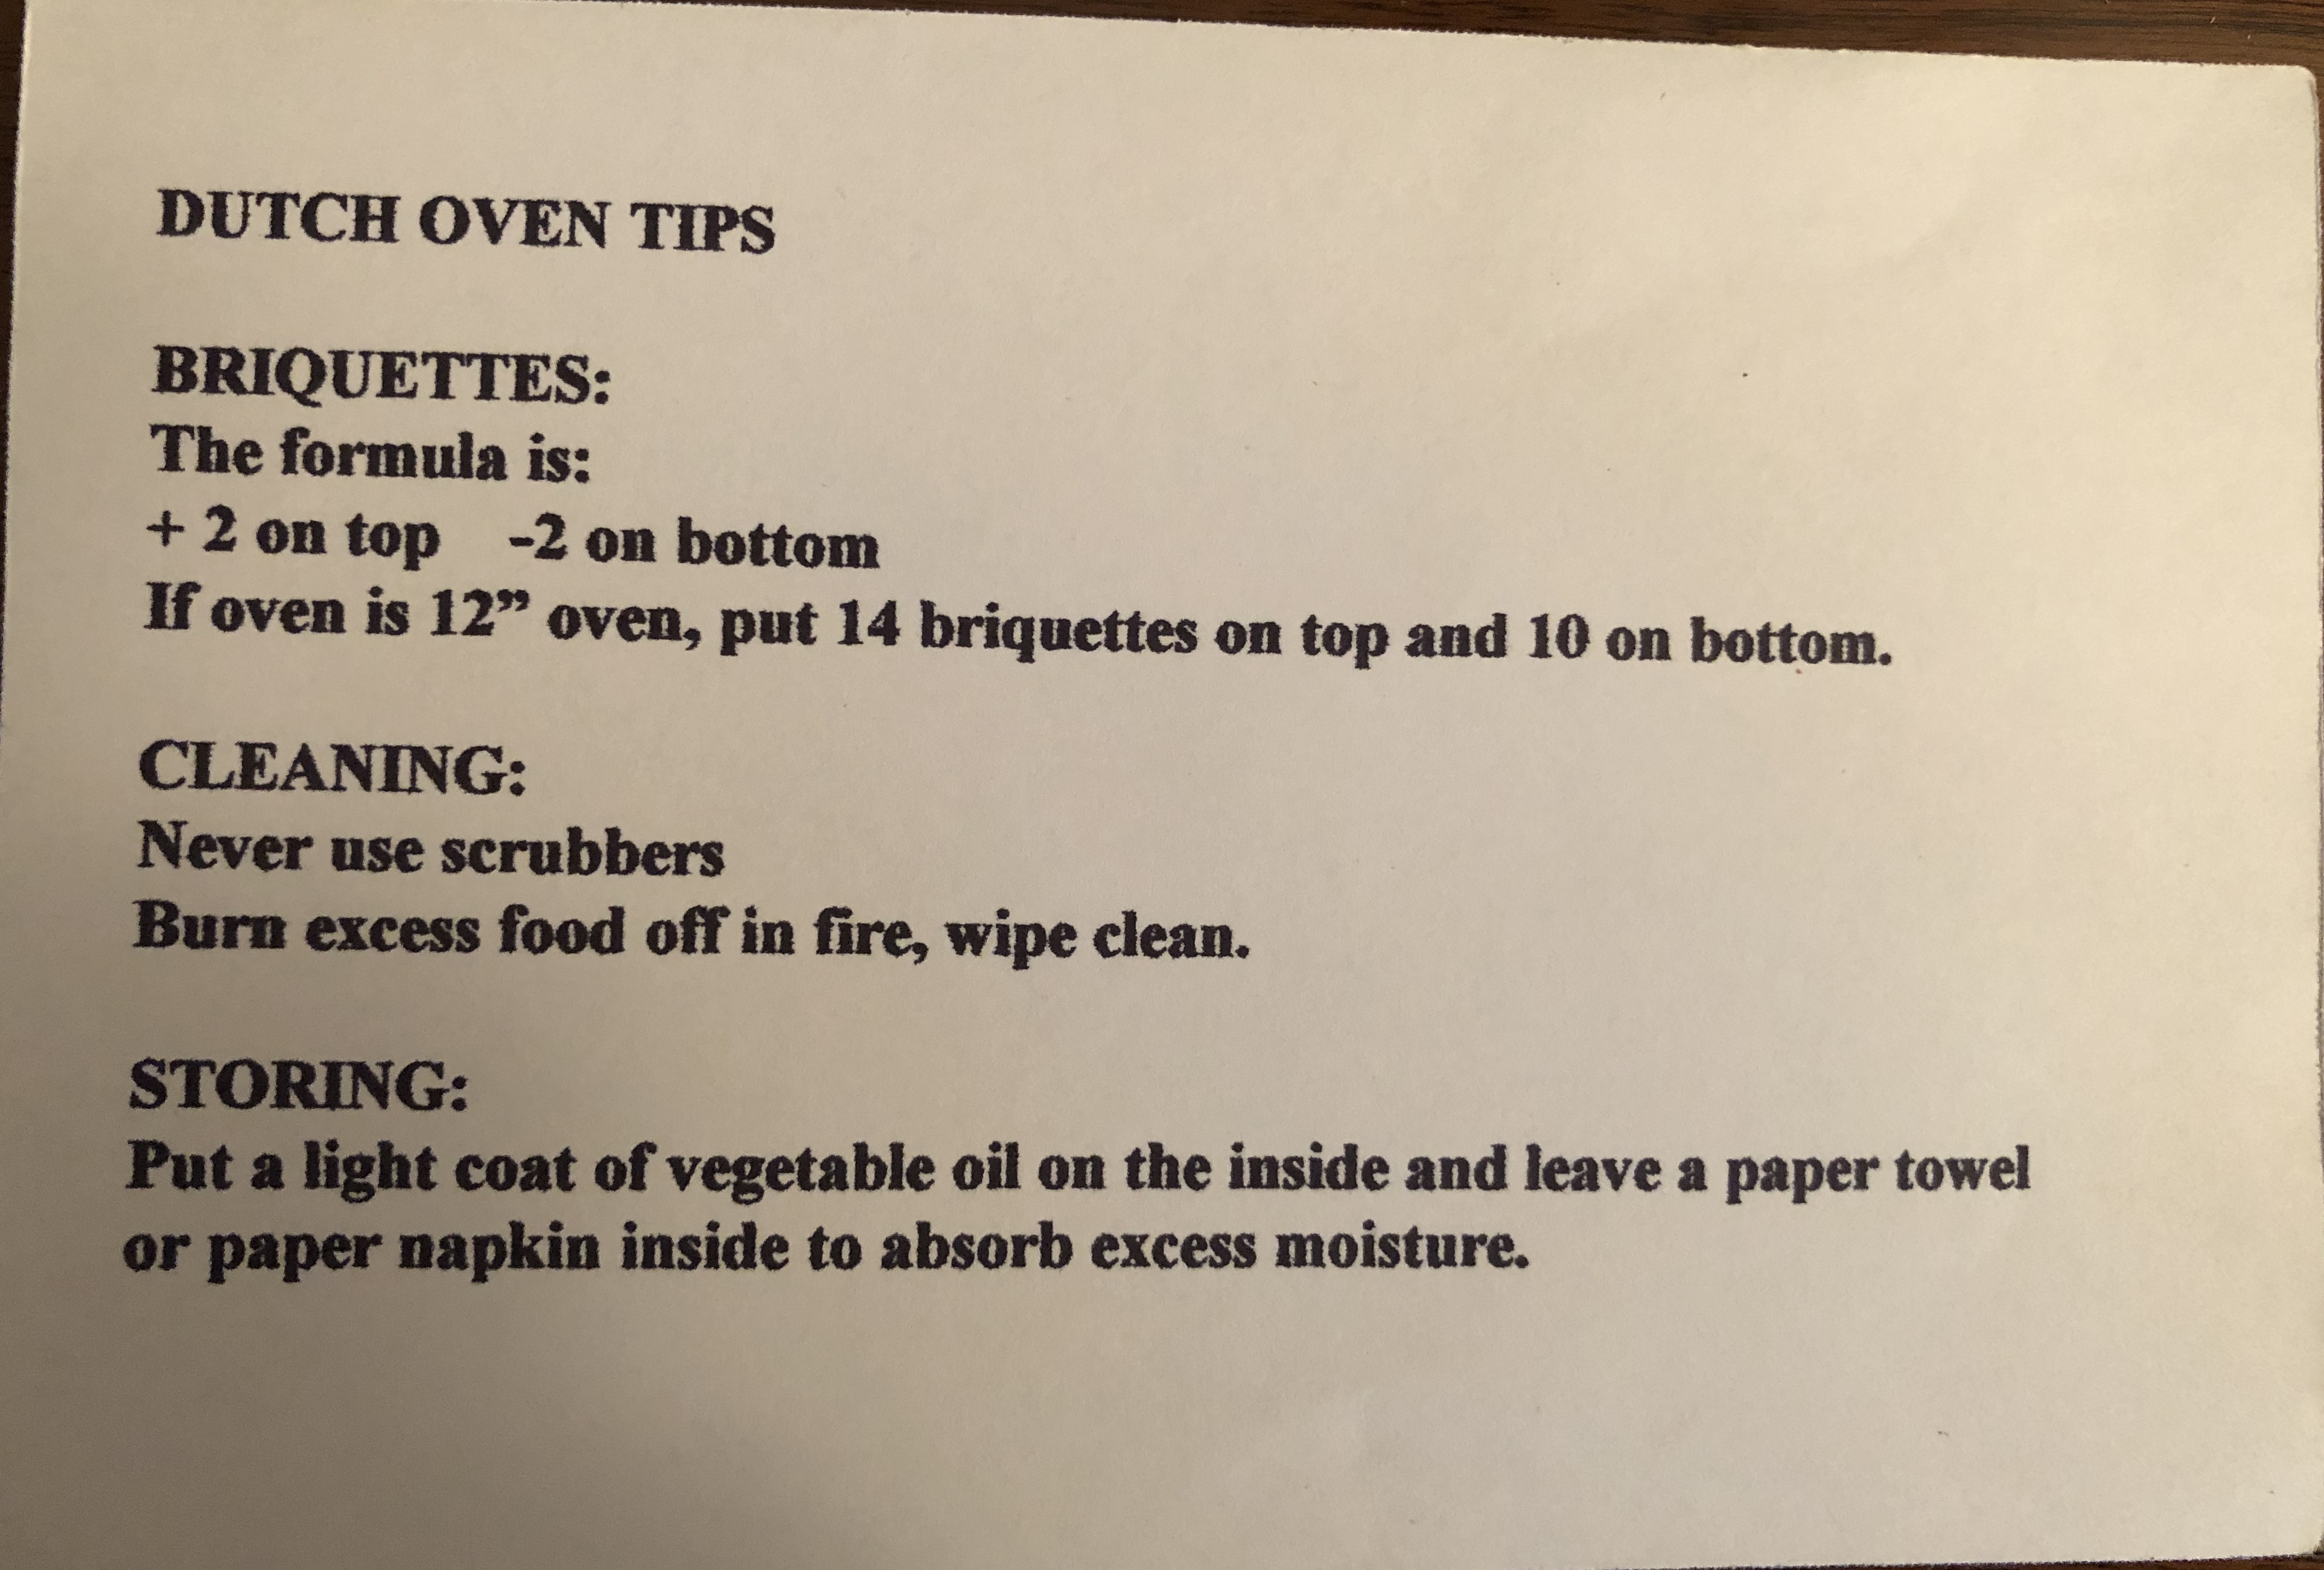 DUTCH OVEN TIPS
BRIQUETTES:
The formula is:
+ 2 on top -2 on bottom
If oven is 12” oven, put 14 briquettes on top and 10 on bottom.
CLEANING:
Never use scrubbers
Burn excess food off in fire, wipe clean.
STORING:
Put a light coat of vegetable oil on the inside and leave a paper towel
or paper napkin inside to absorb excess moisture.